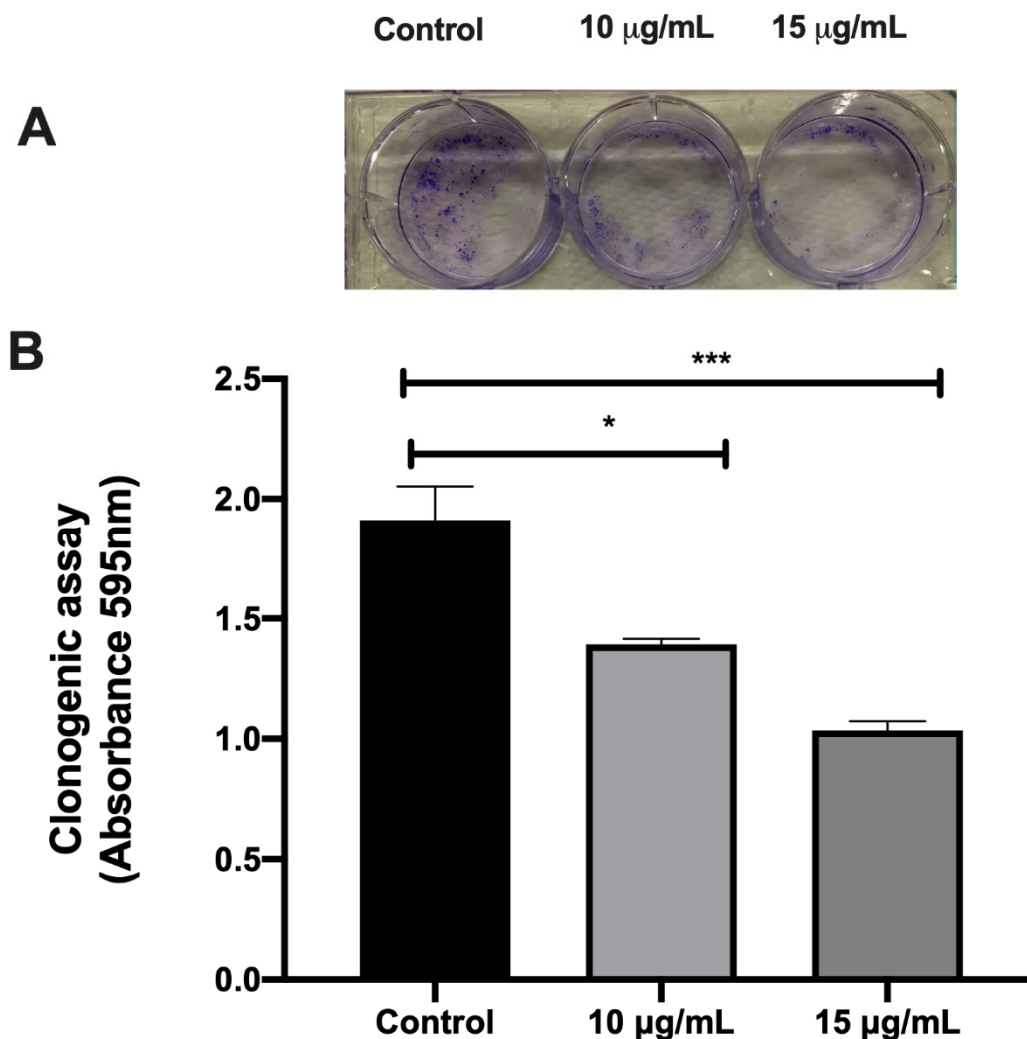 Control 10 μg/mL 15 μg/mL
A
B
***
*
2.5
2.0
1.5
1.0
0.5
0.0
Clonogenic assay
(Absorbance 595nm)
Control 10 µg/mL 15 µg/mL